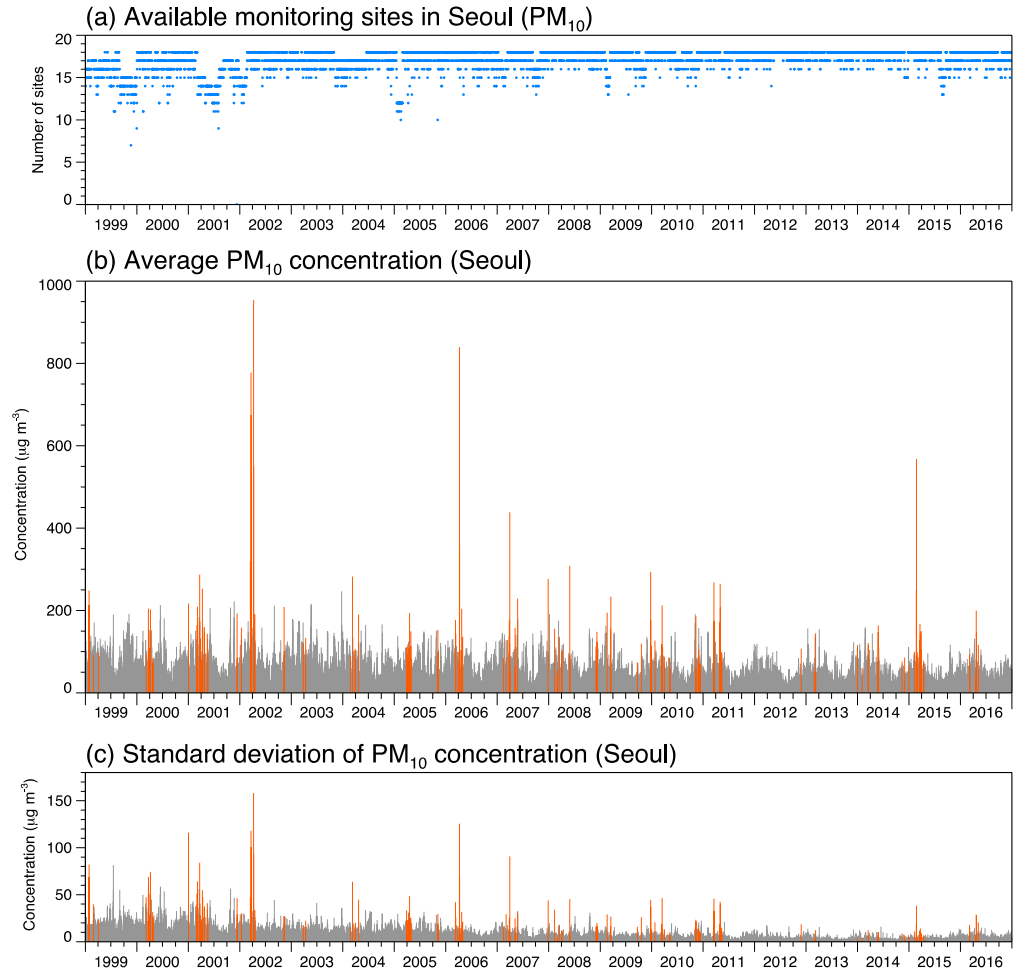 (a) Available monitoring sites in Seoul (PM₁₀)
20
15
10
5
0
Number of sites
1999 2000 2001 2002 2003 2004 2005 2006 2007 2008 2009 2010 2011 2012 2013 2014 2015 2016
(b) Average PM₁₀ concentration (Seoul)
1000
800
600
400
200
0
Concentration (μg m⁻³)
1999 2000 2001 2002 2003 2004 2005 2006 2007 2008 2009 2010 2011 2012 2013 2014 2015 2016
(c) Standard deviation of PM₁₀ concentration (Seoul)
150
100
50
0
Concentration (μg m⁻³)
1999 2000 2001 2002 2003 2004 2005 2006 2007 2008 2009 2010 2011 2012 2013 2014 2015 2016